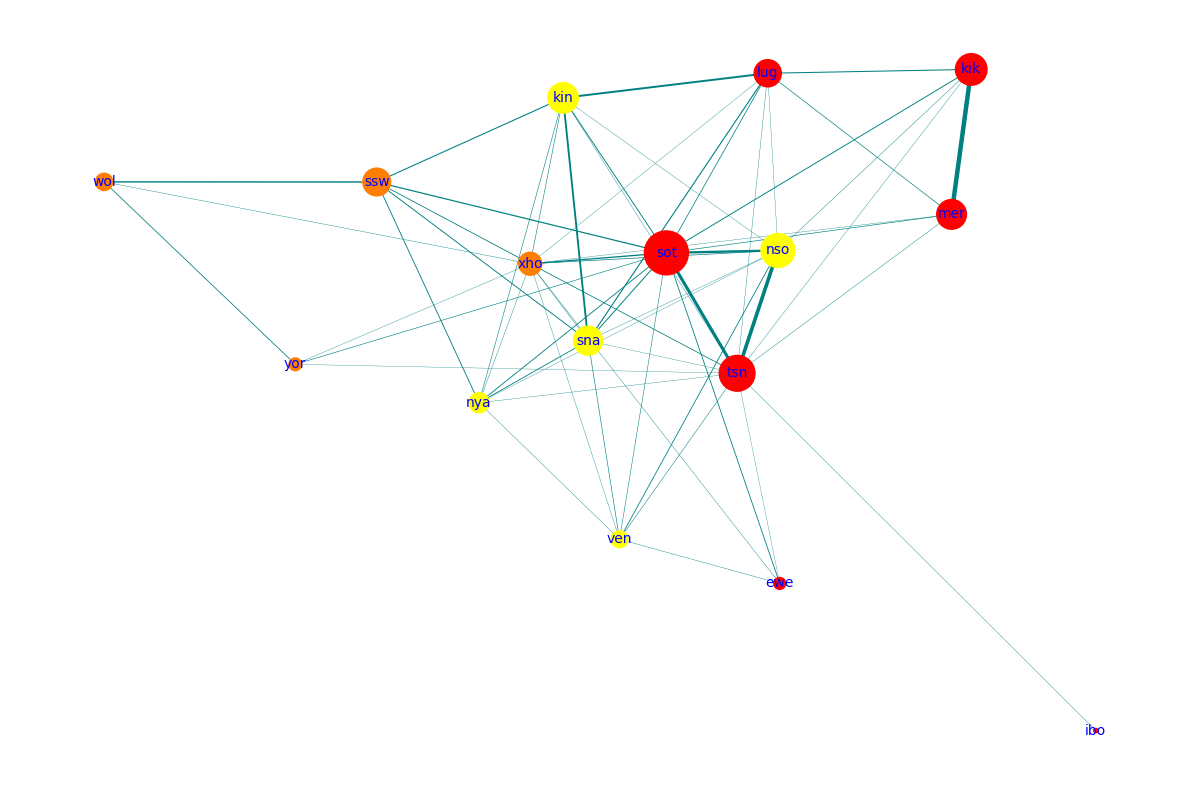 lug
kik
kin
wol
ssw
mer
xho
sot
nso
sna
yor
tsn
nya
ven
ewe
ibo